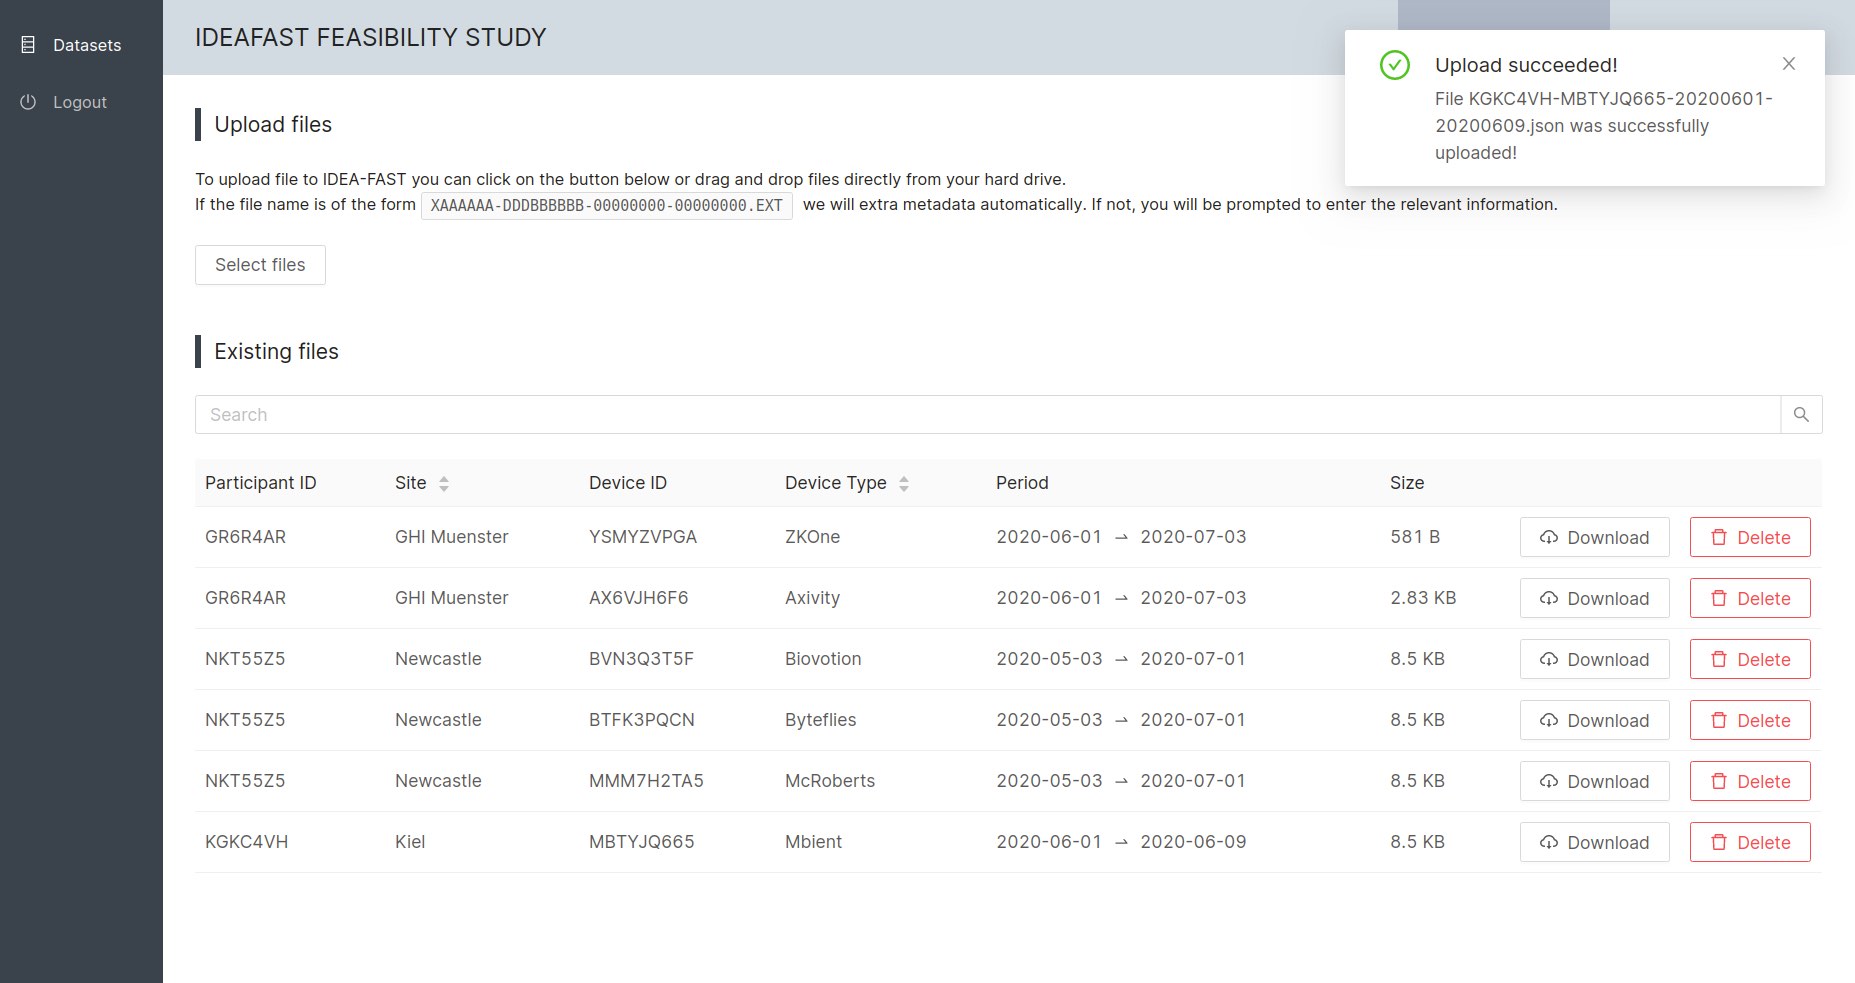 Datasets
Logout
IDEAFAST FEASIBILITY STUDY
Upload succeeded!
File KGKC4VH-MBTYJQ665-20200601-
20200609.json was successfully
uploaded!
Upload files
To upload file to IDEA-FAST you can click on the button below or drag and drop files directly from your hard drive.
If the file name is of the form XAAAAAA-DDDBBBBBB-00000000-00000000.EXT we will extra metadata automatically. If not, you will be prompted to enter the relevant information.
Select files
Existing files
Search
Participant ID Site Device ID Device Type Period Size
GR6R4AR GHI Muenster YSMYZVPGA ZKOne 2020-06-01 → 2020-07-03 581 B Download Delete
GR6R4AR GHI Muenster AX6VJH6F6 Axivity 2020-06-01 → 2020-07-03 2.83 KB Download Delete
NKT55Z5 Newcastle BVN3Q3T5F Biovotion 2020-05-03 → 2020-07-01 8.5 KB Download Delete
NKT55Z5 Newcastle BTFK3PQCN Byteflies 2020-05-03 → 2020-07-01 8.5 KB Download Delete
NKT55Z5 Newcastle MMM7H2TA5 McRoberts 2020-05-03 → 2020-07-01 8.5 KB Download Delete
KGKC4VH Kiel MBTYJQ665 Mbient 2020-06-01 → 2020-06-09 8.5 KB Download Delete